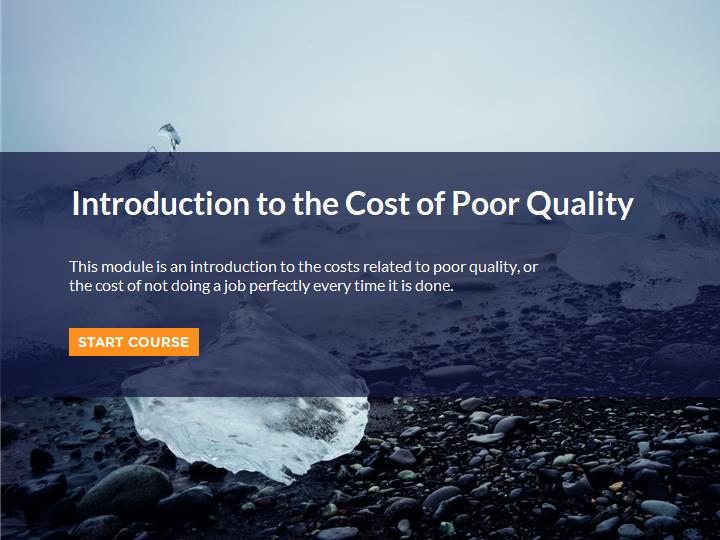 Introduction to the Cost of Poor Quality
This module is an introduction to the costs related to poor quality, or
the cost of not doing a job perfectly every time it is done.
START COURSE